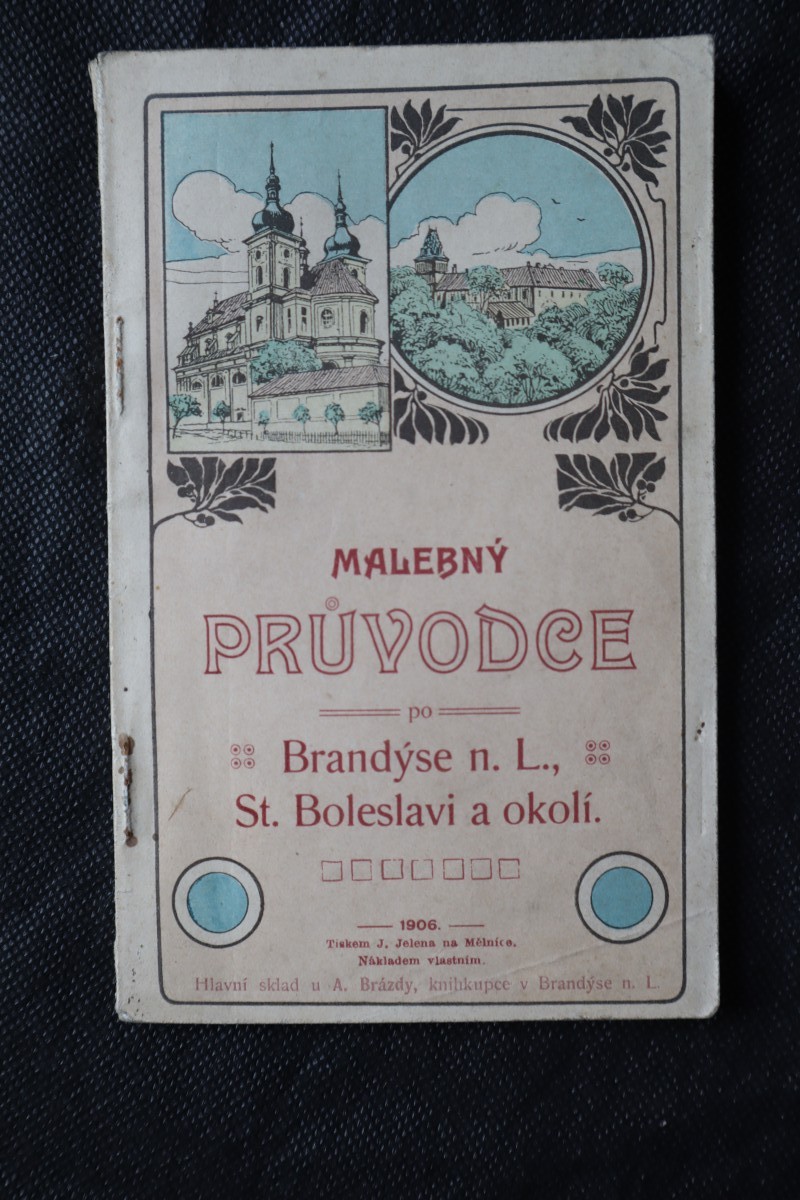 MALEBNÝ
PRŮVODCE
po
Brandýse n. L.,
St. Boleslavi a okolí.
1906.
Tiskem J. Jelena na Mělníce.
Nákladem vlastním.
Hlavní sklad u A. Brázdy, knihkupce v Brandýse n. L.